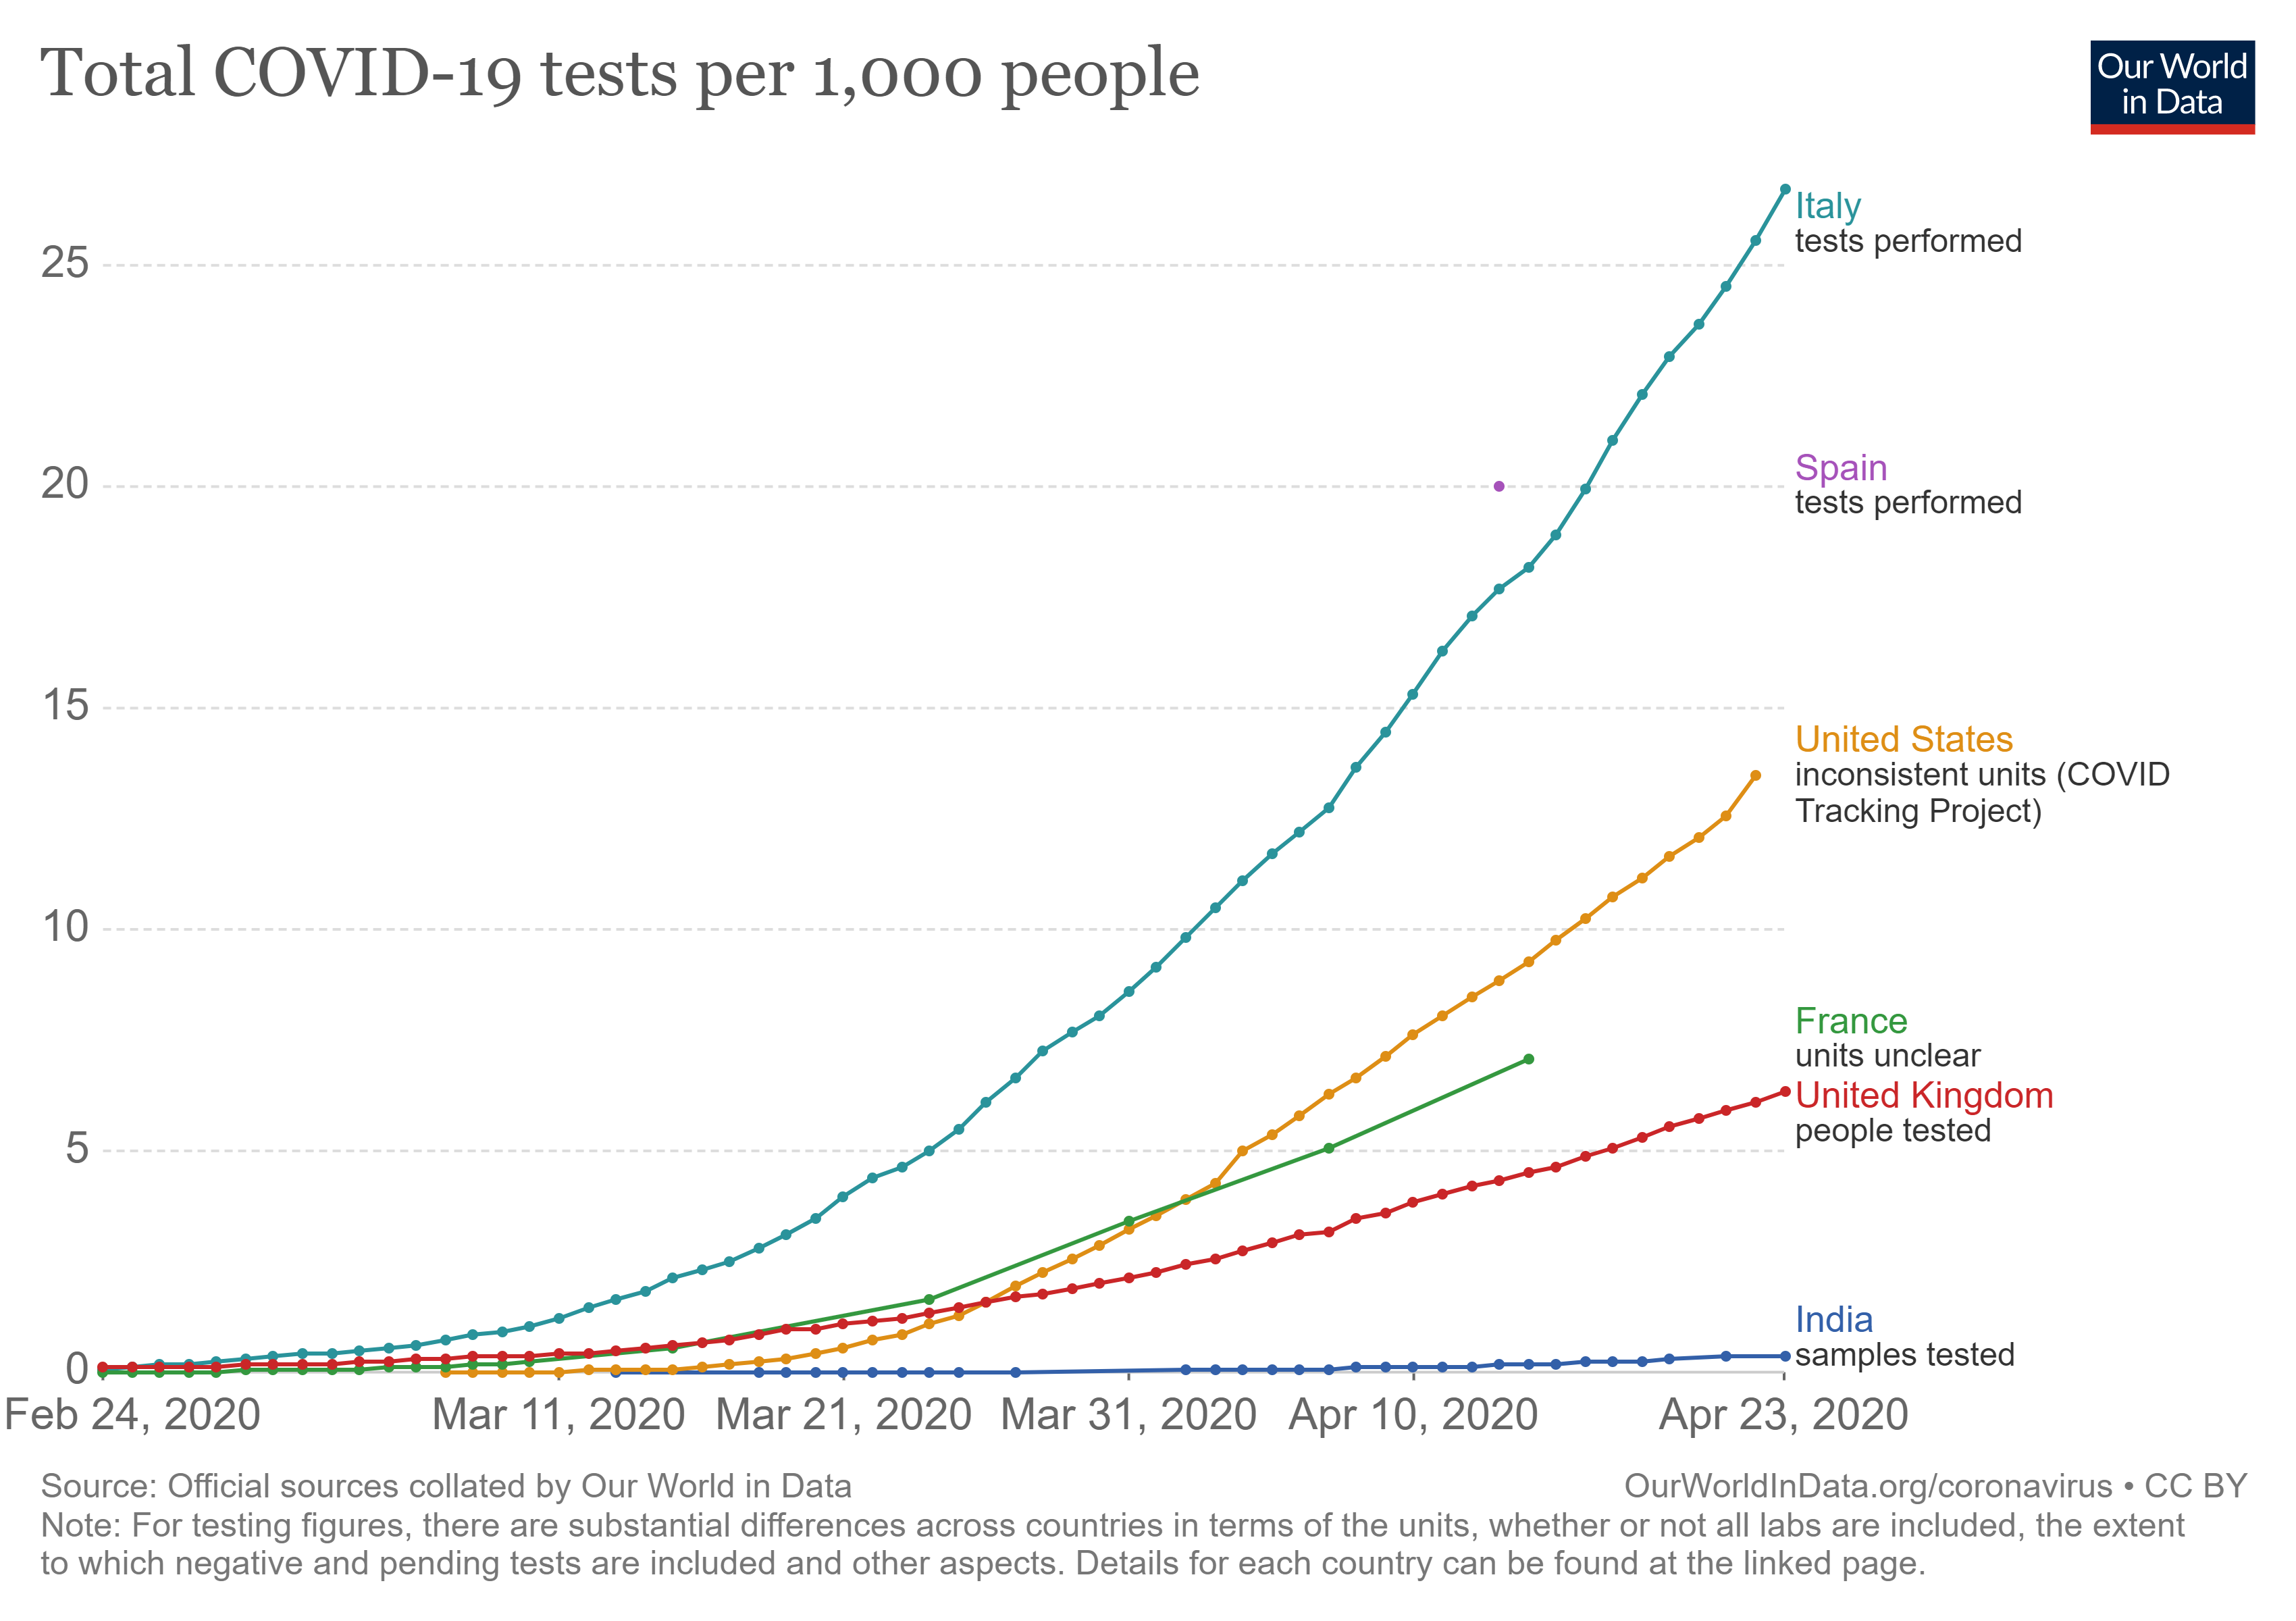 Total COVID-19 tests per 1,000 people
Our World
in Data
25
20
15
10
5
0
Italy
tests performed
Spain
tests performed
United States
inconsistent units (COVID
Tracking Project)
France
units unclear
United Kingdom
people tested
India
samples tested
Feb 24, 2020
Mar 11, 2020
Mar 21, 2020
Mar 31, 2020
Apr 10, 2020
Apr 23, 2020
Source: Official sources collated by Our World in Data
OurWorldInData.org/coronavirus • CC BY
Note: For testing figures, there are substantial differences across countries in terms of the units, whether or not all labs are included, the extent
to which negative and pending tests are included and other aspects. Details for each country can be found at the linked page.